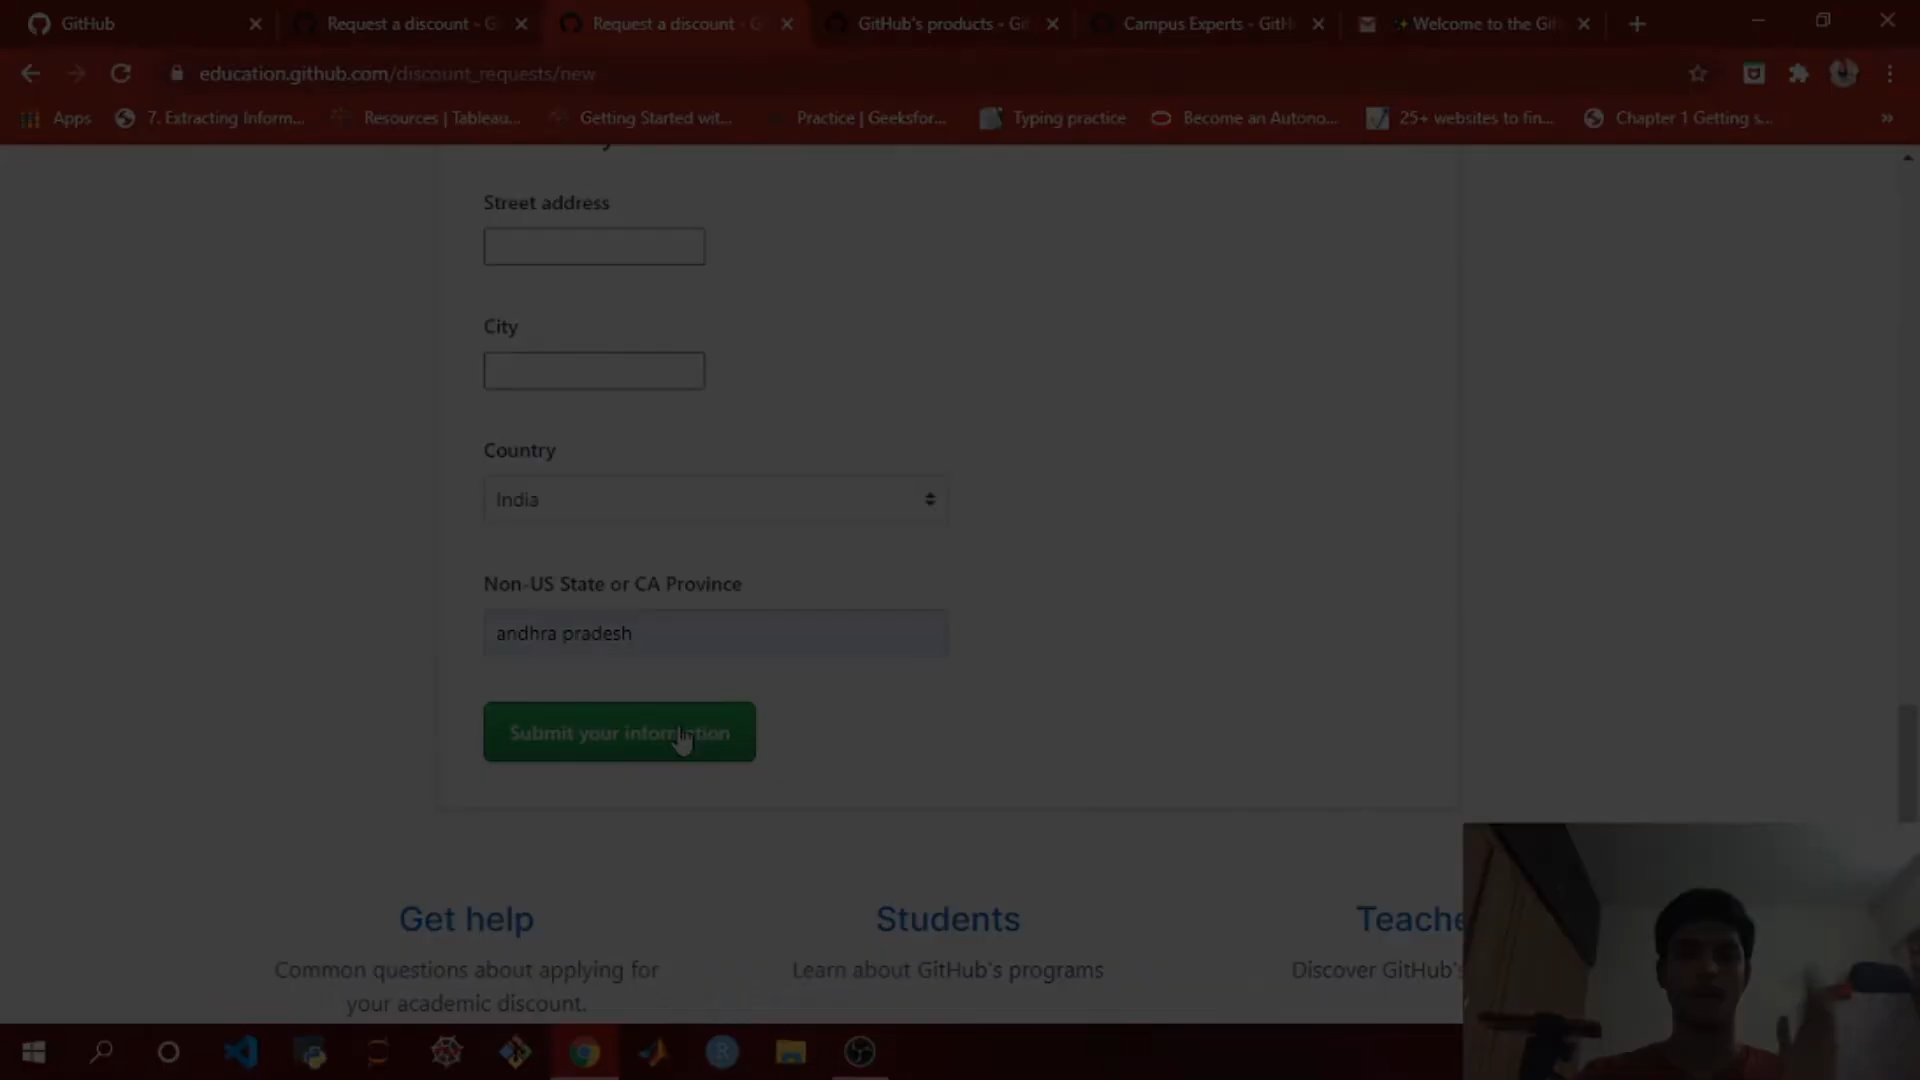 GitHub
Request a discount - G
Request a discount - G
GitHub's products - Git
Campus Experts - GitH
Welcome to the Git
education.github.com/discount_requests/new
Apps
7. Extracting Inform...
Resources | Tableau...
Getting Started wit...
Practice | Geeksfor...
Typing practice
Become an Autono...
25+ websites to fin...
Chapter 1 Getting s...
»
Street address
City
Country
India
Non-US State or CA Province
andhra pradesh
Submit your information
Get help
Common questions about applying for
your academic discount.
Students
Learn about GitHub's programs
Teache
Discover GitHub's